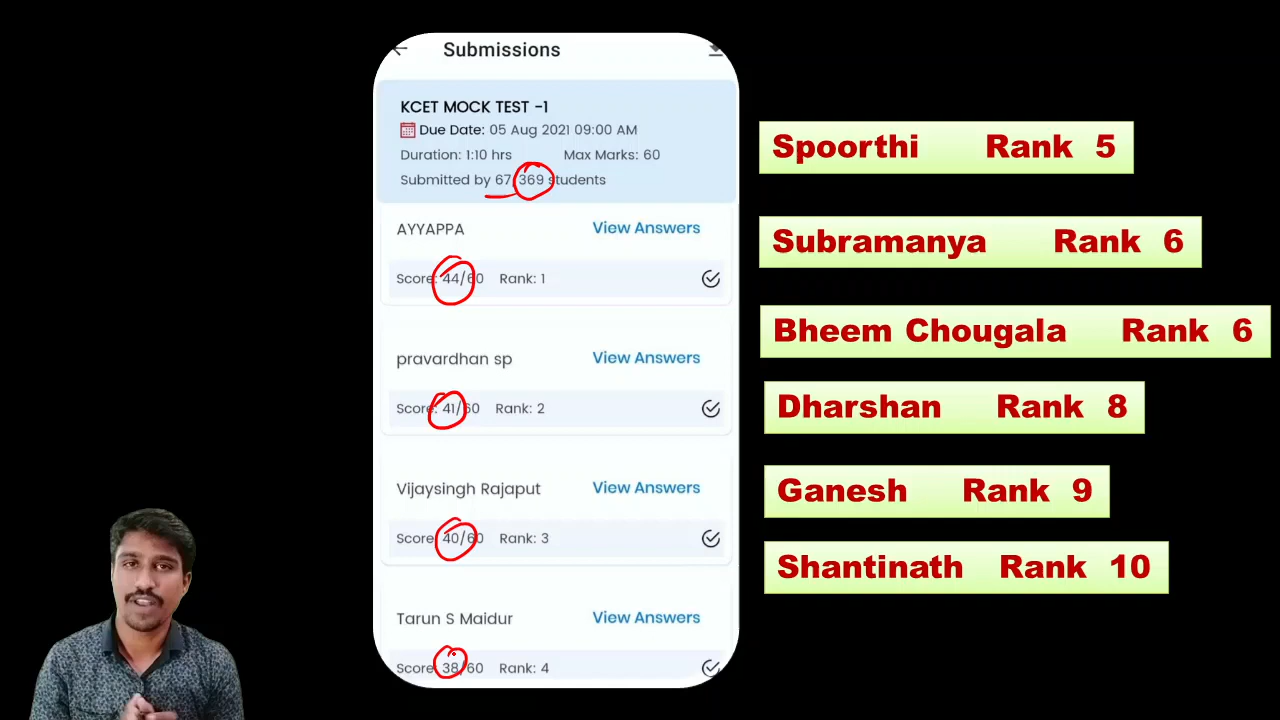 Submissions
KCET MOCK TEST -1
Due Date: 05 Aug 2021 09:00 AM
Duration: 1:10 hrs Max Marks: 60
Submitted by 67/369 students
AYYAPPA View Answers
Score: 44/60 Rank: 1
pravardhan sp View Answers
Score: 41/60 Rank: 2
Vijaysingh Rajaput View Answers
Score: 40/60 Rank: 3
Tarun S Maidur View Answers
Score: 38/60 Rank: 4
Spoorthi Rank 5
Subramanya Rank 6
Bheem Chougala Rank 6
Dharshan Rank 8
Ganesh Rank 9
Shantinath Rank 10